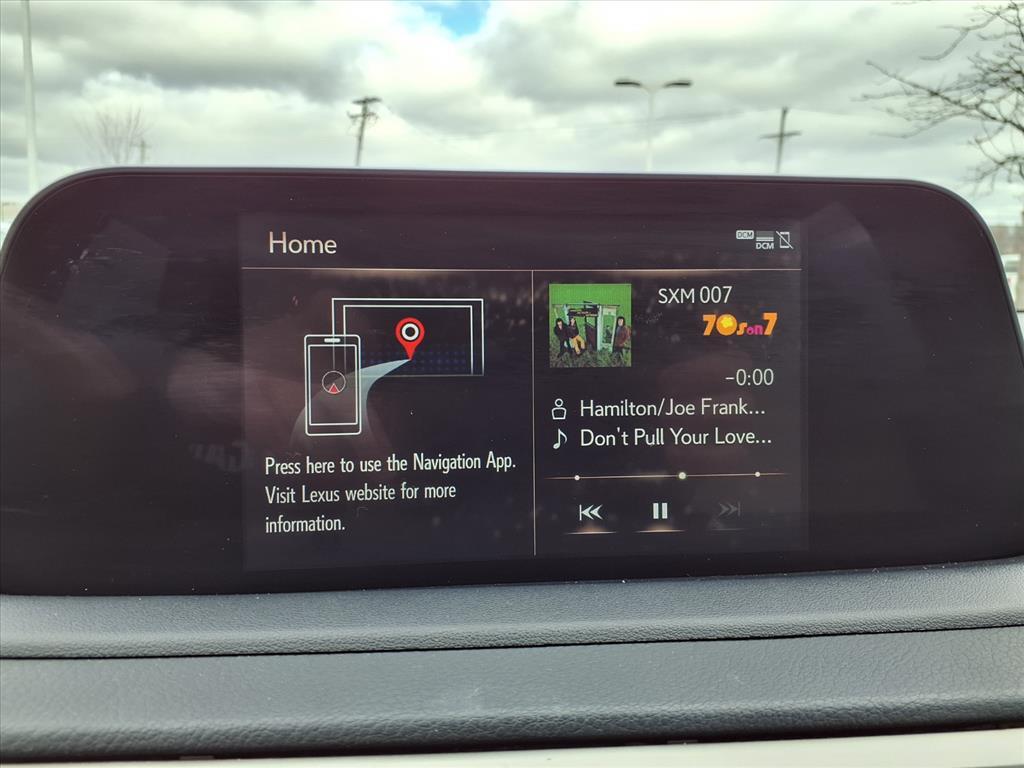 Home
DCM
DCM
SXM 007
70s on 7
-0:00
Hamilton/Joe Frank...
Don't Pull Your Love...
Press here to use the Navigation App.
Visit Lexus website for more
information.